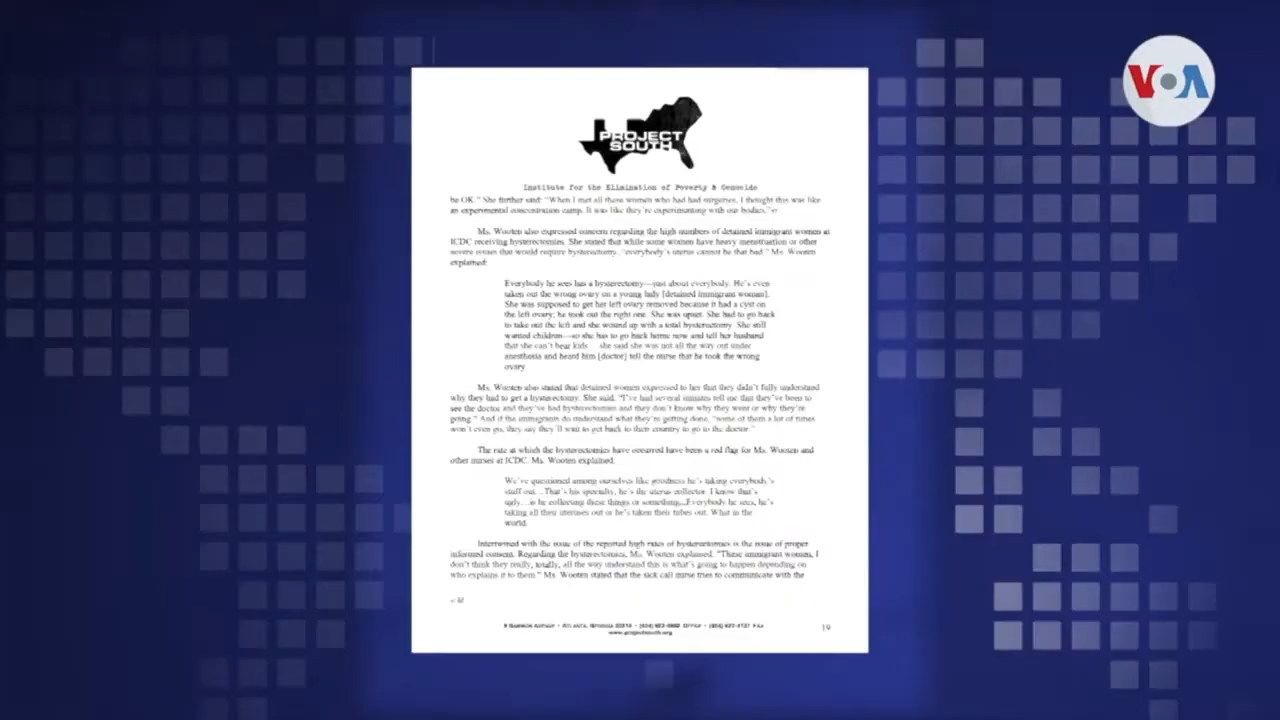 VOA
PROJECT
SOUTH
Institute for the Elimination of Poverty & Genocide
be OK." She further said: "When I met all these women who had had surgeries, I thought this was like
an experimental concentration camp. It was like they're experimenting with our bodies."
Ms. Wooten also expressed concern regarding the high numbers of detained immigrant women at
ICDC receiving hysterectomies. She stated that while some women have heavy menstruation or other
severe issues that would require hysterectomy, "everybody's uterus cannot be that bad." Ms. Wooten
explained:
Everybody he sees has a hysterectomy—just about everybody. He's even
taken out the wrong ovary on a young lady [detained immigrant woman].
She was supposed to get her left ovary removed because it had a cyst on
the left ovary; he took out the right one. She was upset. She had to go back
to take out the left and she wound up with a total hysterectomy. She still
wanted children—so she has to go back home now and tell her husband
that she can't bear kids… she said she was not all the way out under
anesthesia and heard him [doctor] tell the nurse that he took the wrong
ovary.
Ms. Wooten also stated that detained women expressed to her that they didn't fully understand
why they had to get a hysterectomy. She said, "I've had several inmates tell me that they've been to
see the doctor and they've had hysterectomies and they don't know why they went or why they're
going." And if the immigrants do understand what they're getting done, "some of them a lot of times
won't even go, they say they'll wait to get back to their country to go to the doctor."
The rate at which the hysterectomies have occurred have been a red flag for Ms. Wooten and
other nurses at ICDC. Ms. Wooten explained:
We've questioned among ourselves like goodness he's taking everybody's
stuff out…That's his specialty, he's the uterus collector. I know that's
ugly…is he collecting these things or something…Everybody he sees, he's
taking all their uteruses out or he's taken their tubes out. What in the
world.
Intertwined with the issue of the reported high rates of hysterectomies is the issue of proper
informed consent. Regarding the hysterectomies, Ms. Wooten explained, "These immigrant women, I
don't think they really, totally, all the way understand this is what's going to happen depending on
who explains it to them." Ms. Wooten stated that the sick call nurse tries to communicate with the
www.projectsouth.org
19